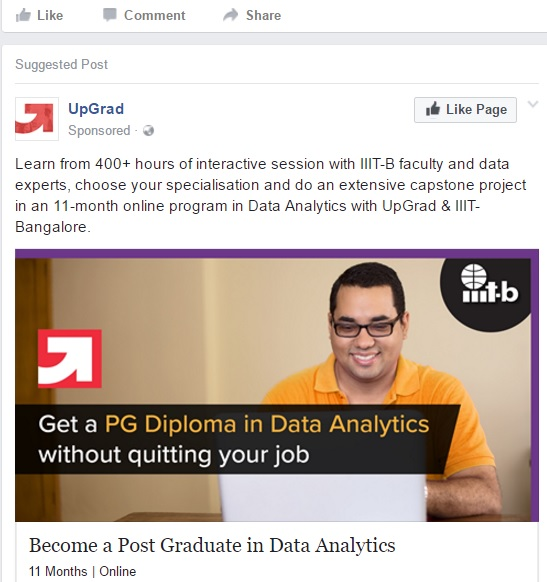 Like Comment Share
Suggested Post
UpGrad
Like Page
Sponsored ·
Learn from 400+ hours of interactive session with IIIT-B faculty and data
experts, choose your specialisation and do an extensive capstone project
in an 11-month online program in Data Analytics with UpGrad & IIIT-
Bangalore.
iiit-b
Get a PG Diploma in Data Analytics
without quitting your job
Become a Post Graduate in Data Analytics
11 Months | Online